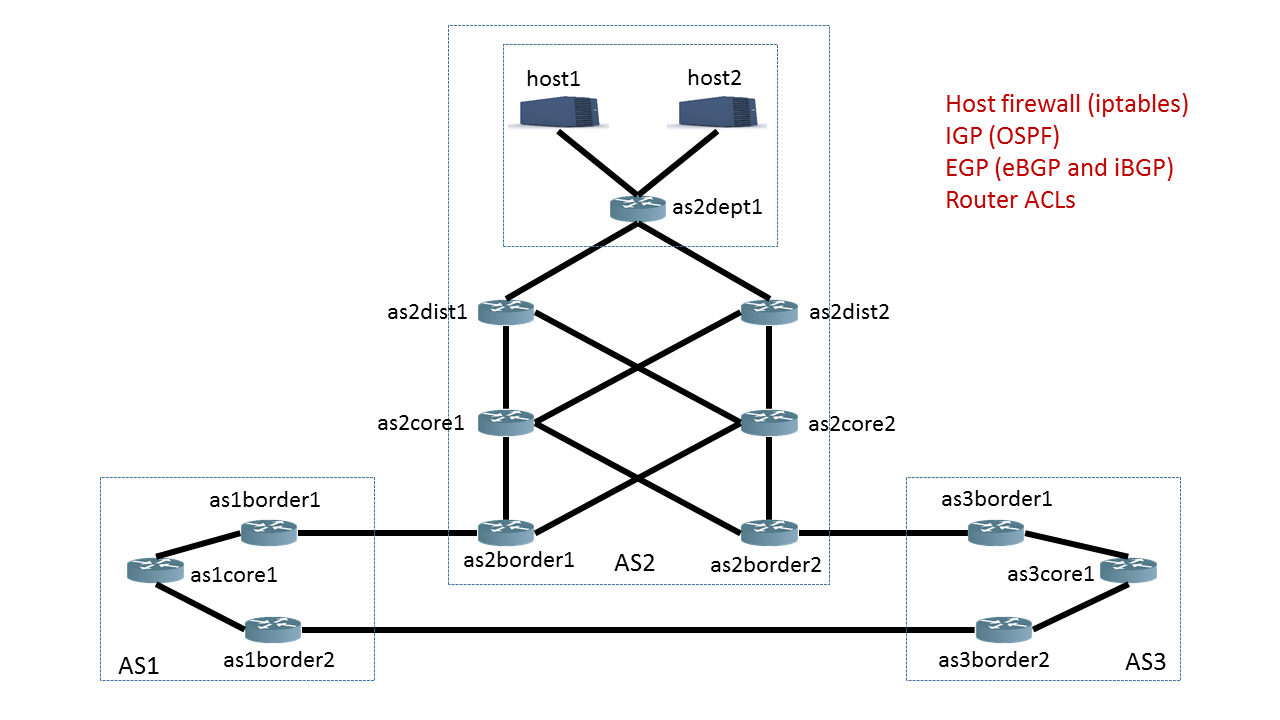 host1
host2
Host firewall (iptables)
IGP (OSPF)
EGP (eBGP and iBGP)
Router ACLs
as2dept1
as2dist1
as2dist2
as2core1
as2core2
as1border1
as3border1
as2border1
AS2
as2border2
as1core1
as3core1
as1border2
as3border2
AS1
AS3